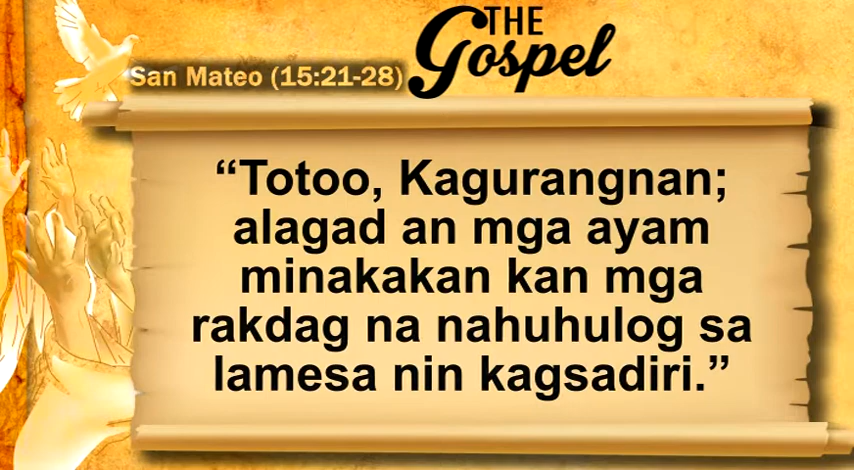 THE
Gospel
San Mateo (15:21-28)
“Totoo, Kagurangnan;
alagad an mga ayam
minakakan kan mga
rakdag na nahuhulog sa
lamesa nin kagsadiri.”